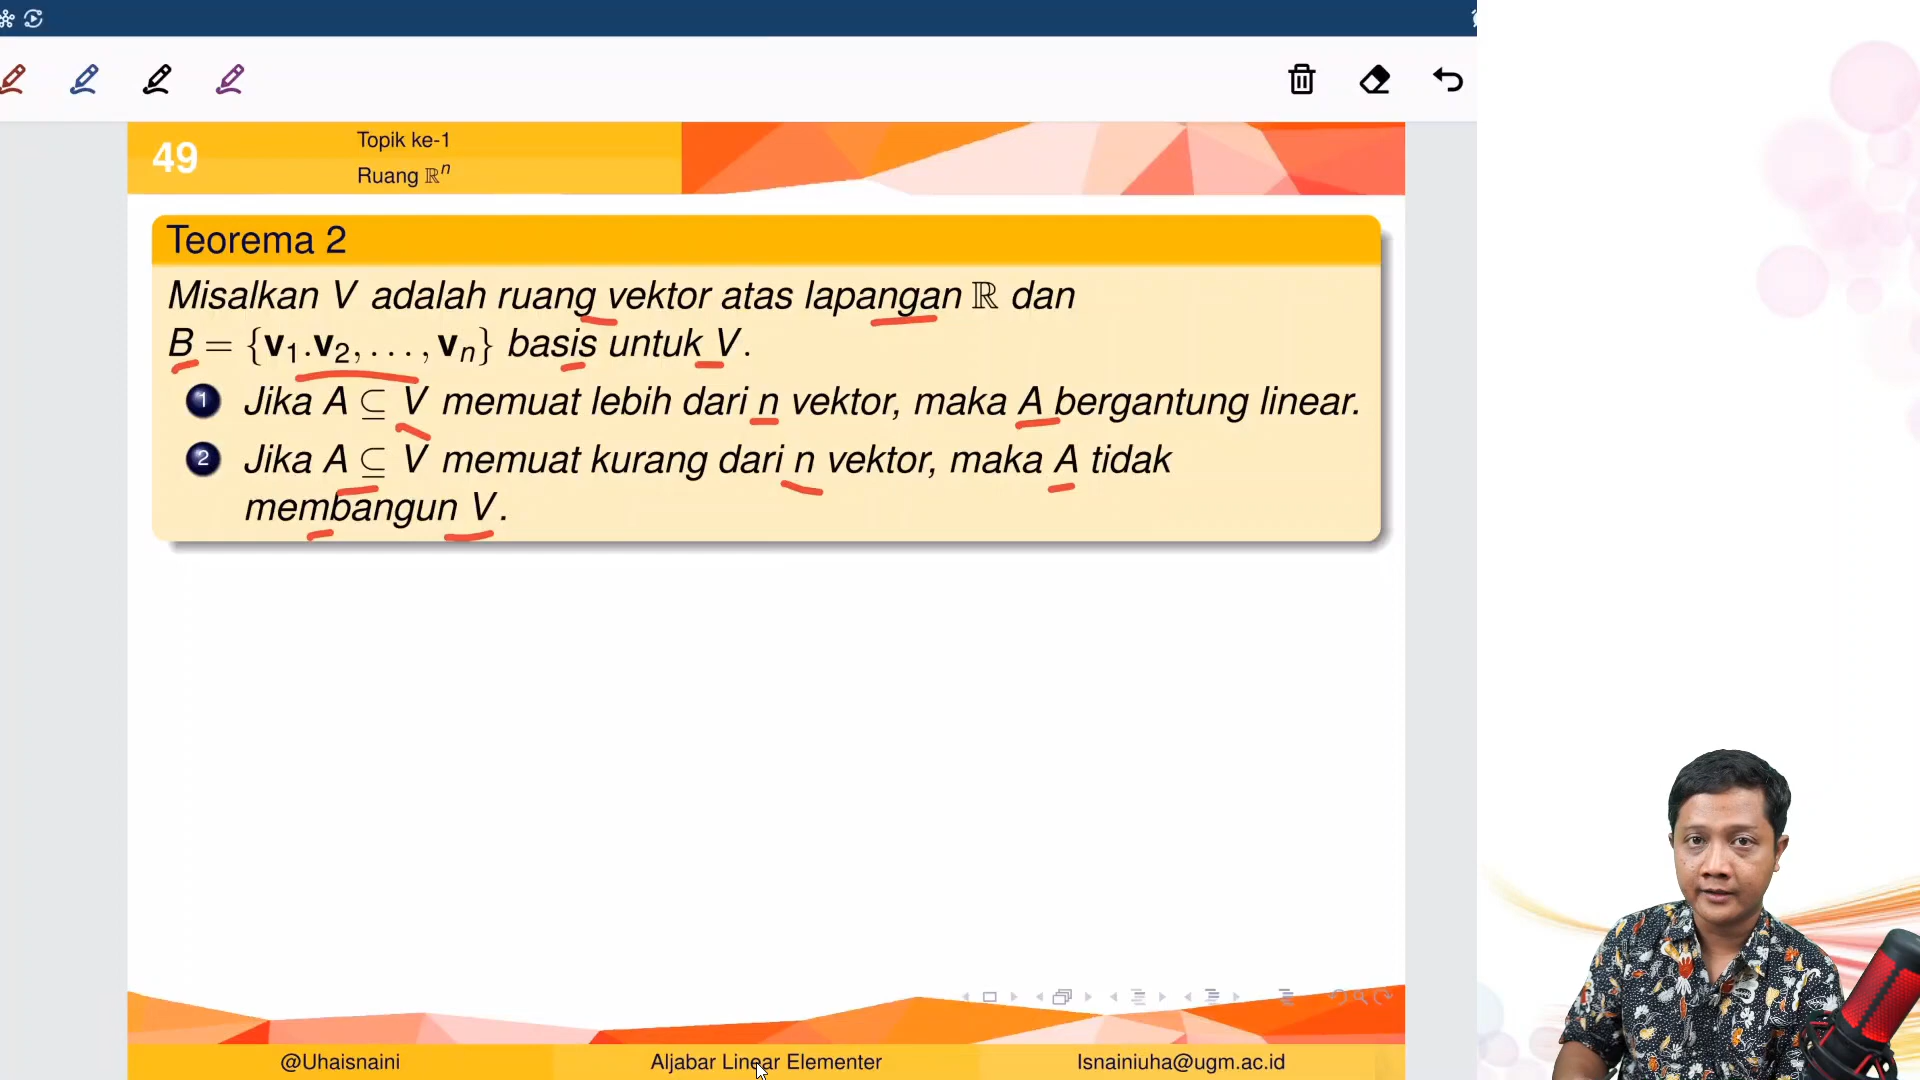 49
Topik ke-1
Ruang ℝⁿ
Teorema 2
Misalkan V adalah ruang vektor atas lapangan ℝ dan
B = {v₁.v₂, . . . , vₙ} basis untuk V.
1 Jika A ⊆ V memuat lebih dari n vektor, maka A bergantung linear.
2 Jika A ⊆ V memuat kurang dari n vektor, maka A tidak
membangun V.
@Uhaisnaini
Aljabar Linear Elementer
Isnainiuha@ugm.ac.id